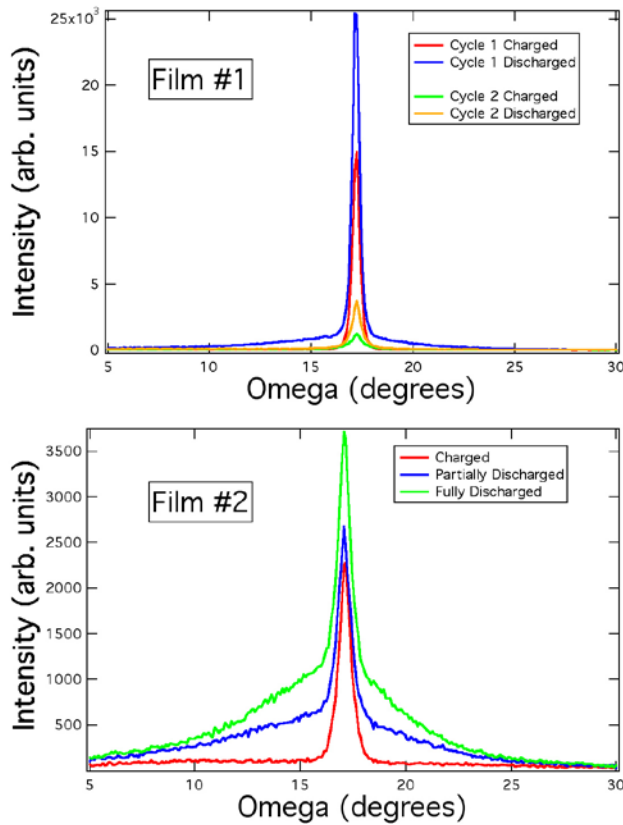 25x10³
20
15
10
5
0
Intensity (arb. units)
Film #1
Cycle 1 Charged
Cycle 1 Discharged
Cycle 2 Charged
Cycle 2 Discharged
5 10 15 20 25 30
Omega (degrees)
3500
3000
2500
2000
1500
1000
500
Intensity (arb. units)
Film #2
Charged
Partially Discharged
Fully Discharged
5 10 15 20 25 30
Omega (degrees)